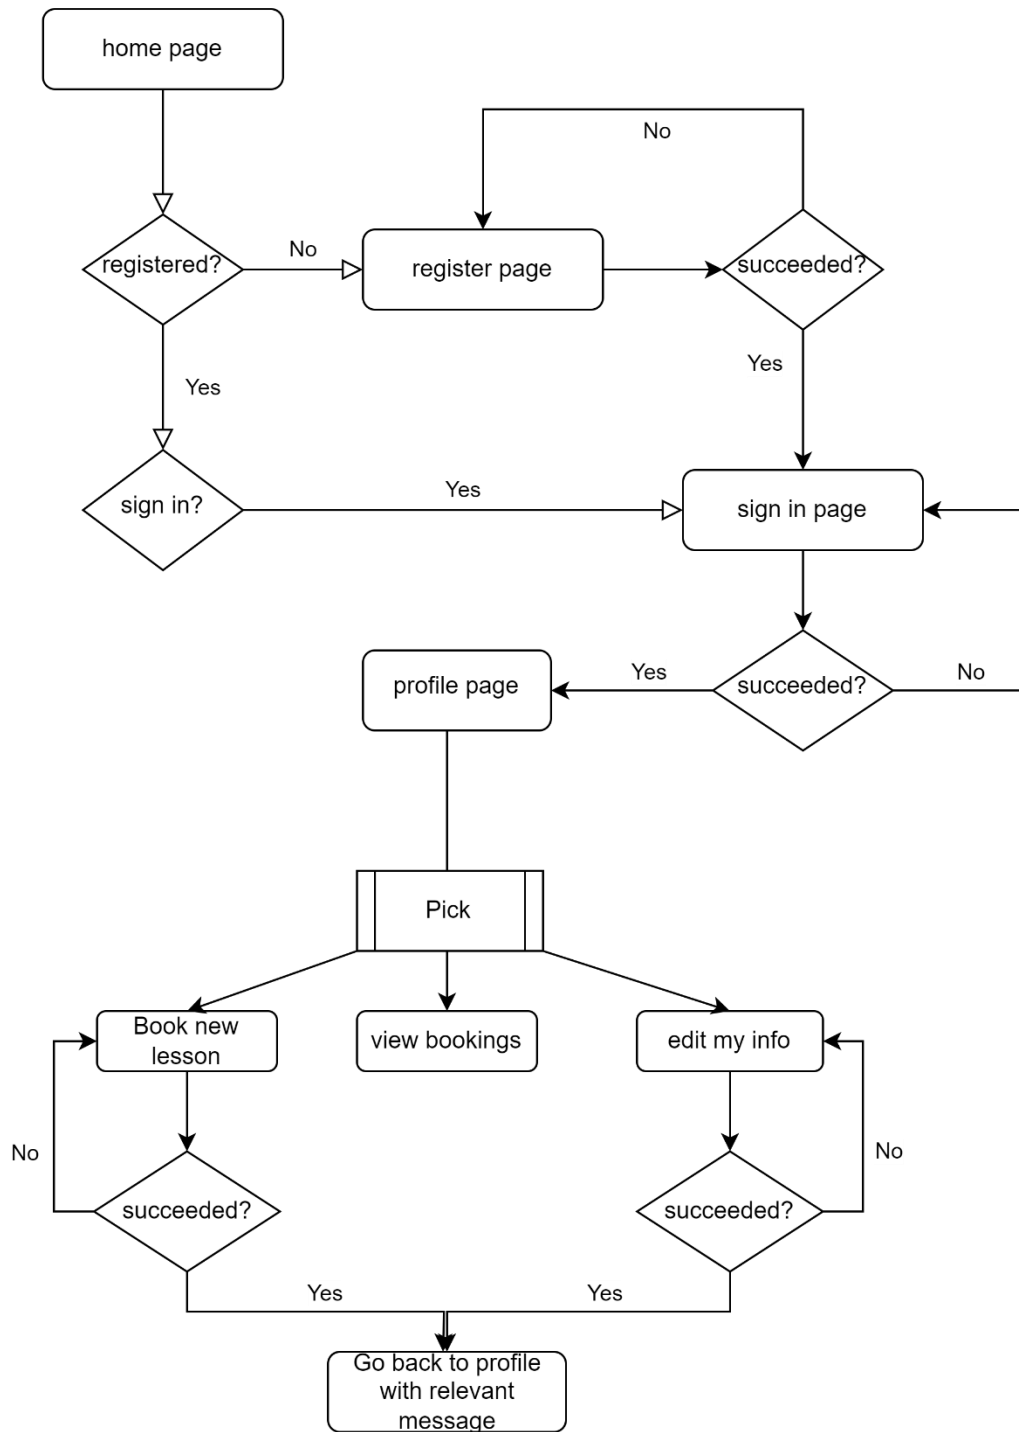 home page
No
registered?
No
register page
succeeded?
Yes
Yes
sign in?
Yes
sign in page
profile page
Yes
succeeded?
No
Pick
Book new
lesson
view bookings
edit my info
No
No
succeeded?
succeeded?
Yes
Yes
Go back to profile
with relevant
message